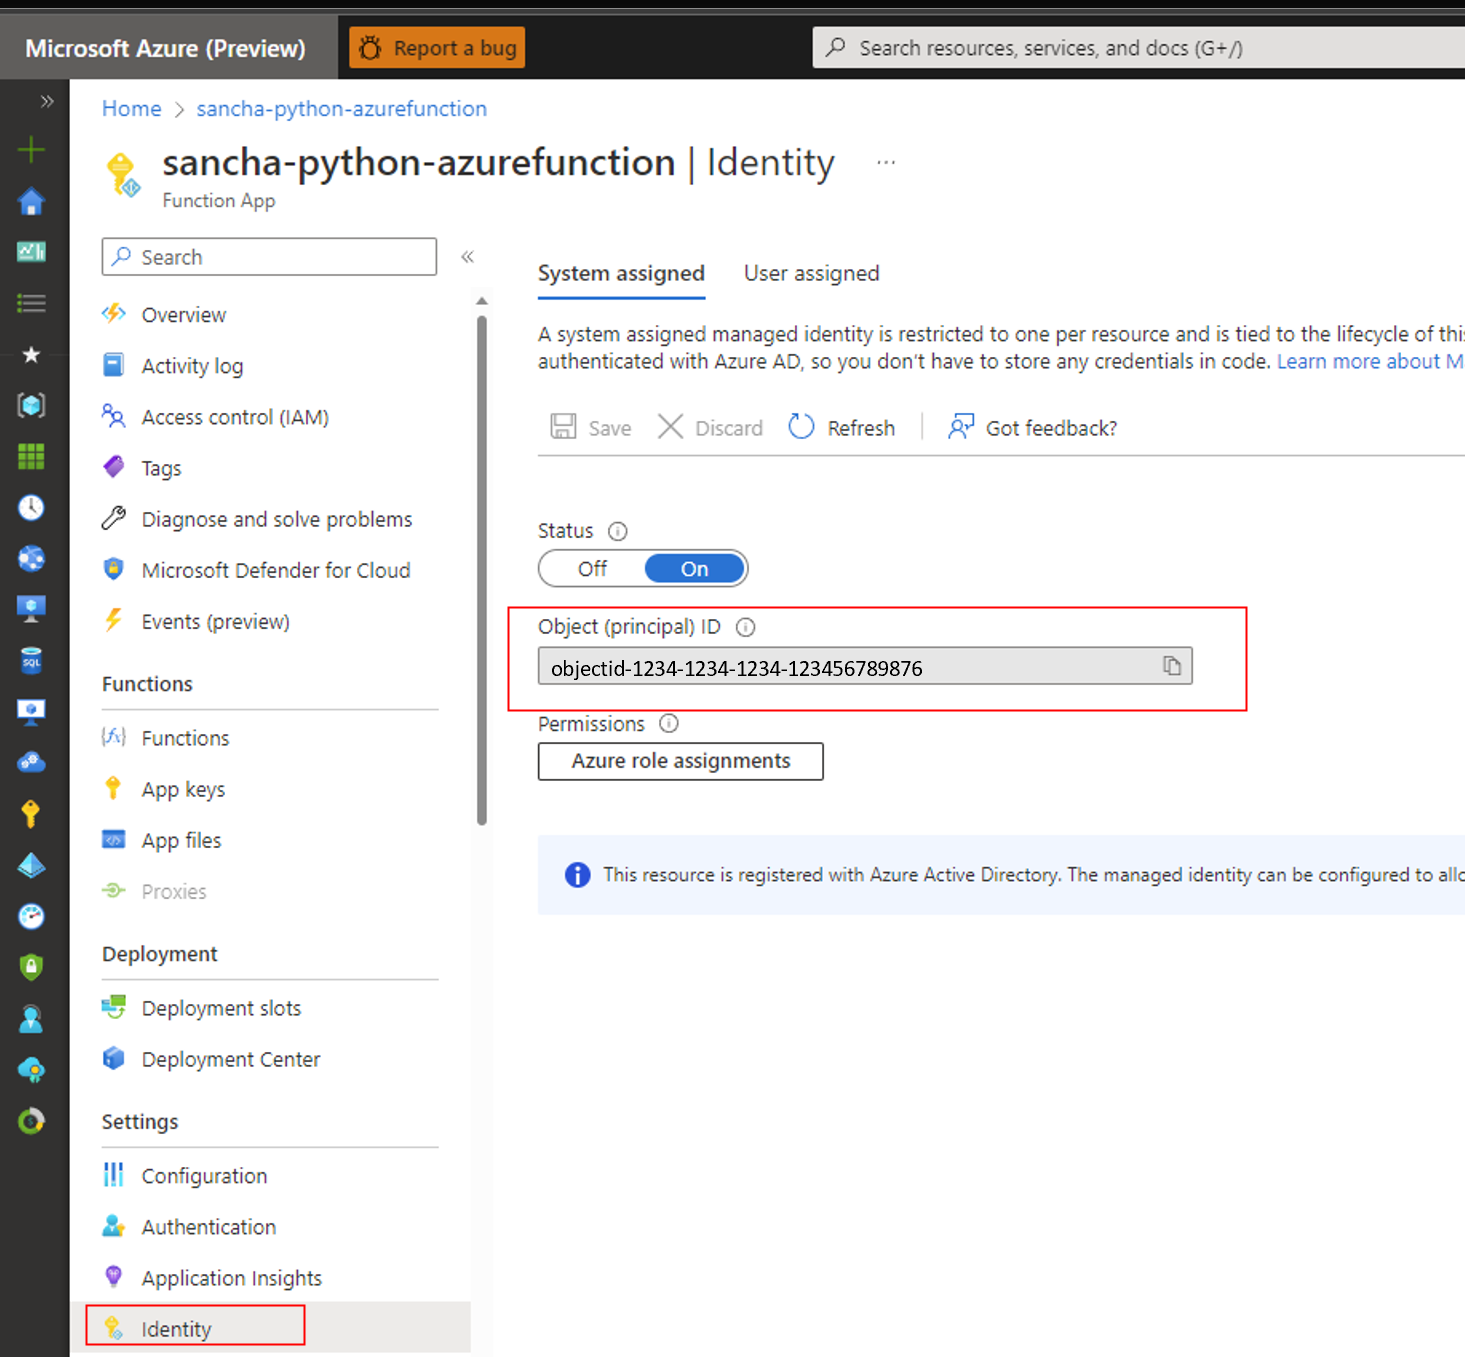 Microsoft Azure (Preview)
Report a bug
Search resources, services, and docs (G+/)
Home > sancha-python-azurefunction
sancha-python-azurefunction | Identity ...
Function App
Search
Overview
Activity log
Access control (IAM)
Tags
Diagnose and solve problems
Microsoft Defender for Cloud
Events (preview)
Functions
Functions
App keys
App files
Proxies
Deployment
Deployment slots
Deployment Center
Settings
Configuration
Authentication
Application Insights
Identity
System assigned
User assigned
A system assigned managed identity is restricted to one per resource and is tied to the lifecycle of this
authenticated with Azure AD, so you don't have to store any credentials in code. Learn more about M
Save
Discard
Refresh
Got feedback?
Status
Off
On
Object (principal) ID
objectid-1234-1234-1234-123456789876
Permissions
Azure role assignments
This resource is registered with Azure Active Directory. The managed identity can be configured to allo
SQL